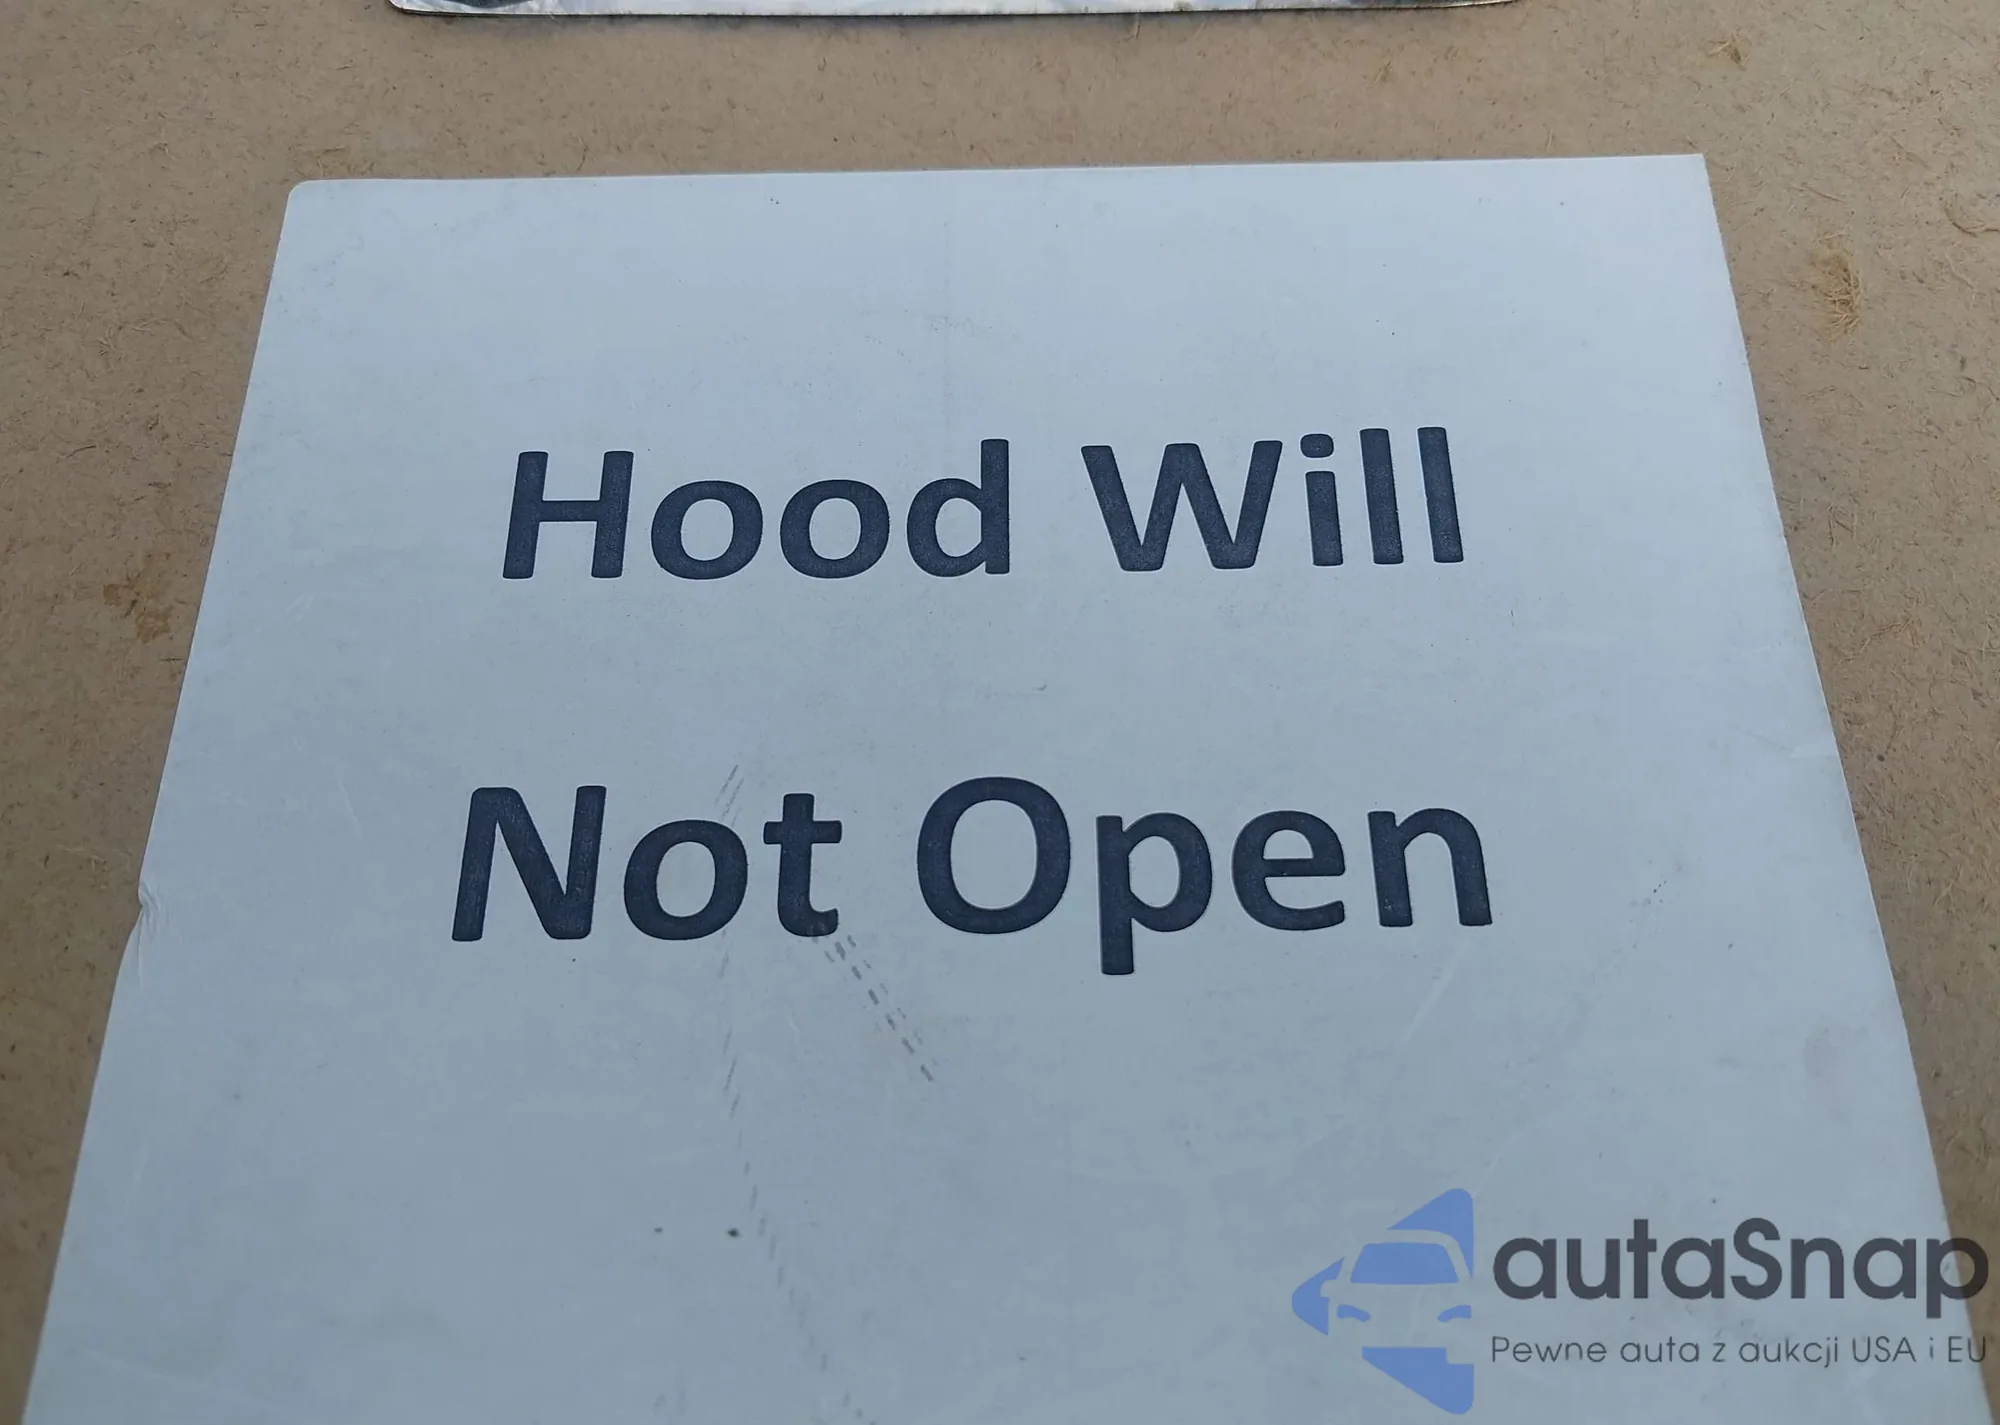 Hood Will
Not Open
autaSnap
Pewne auta z aukcji USA i EU